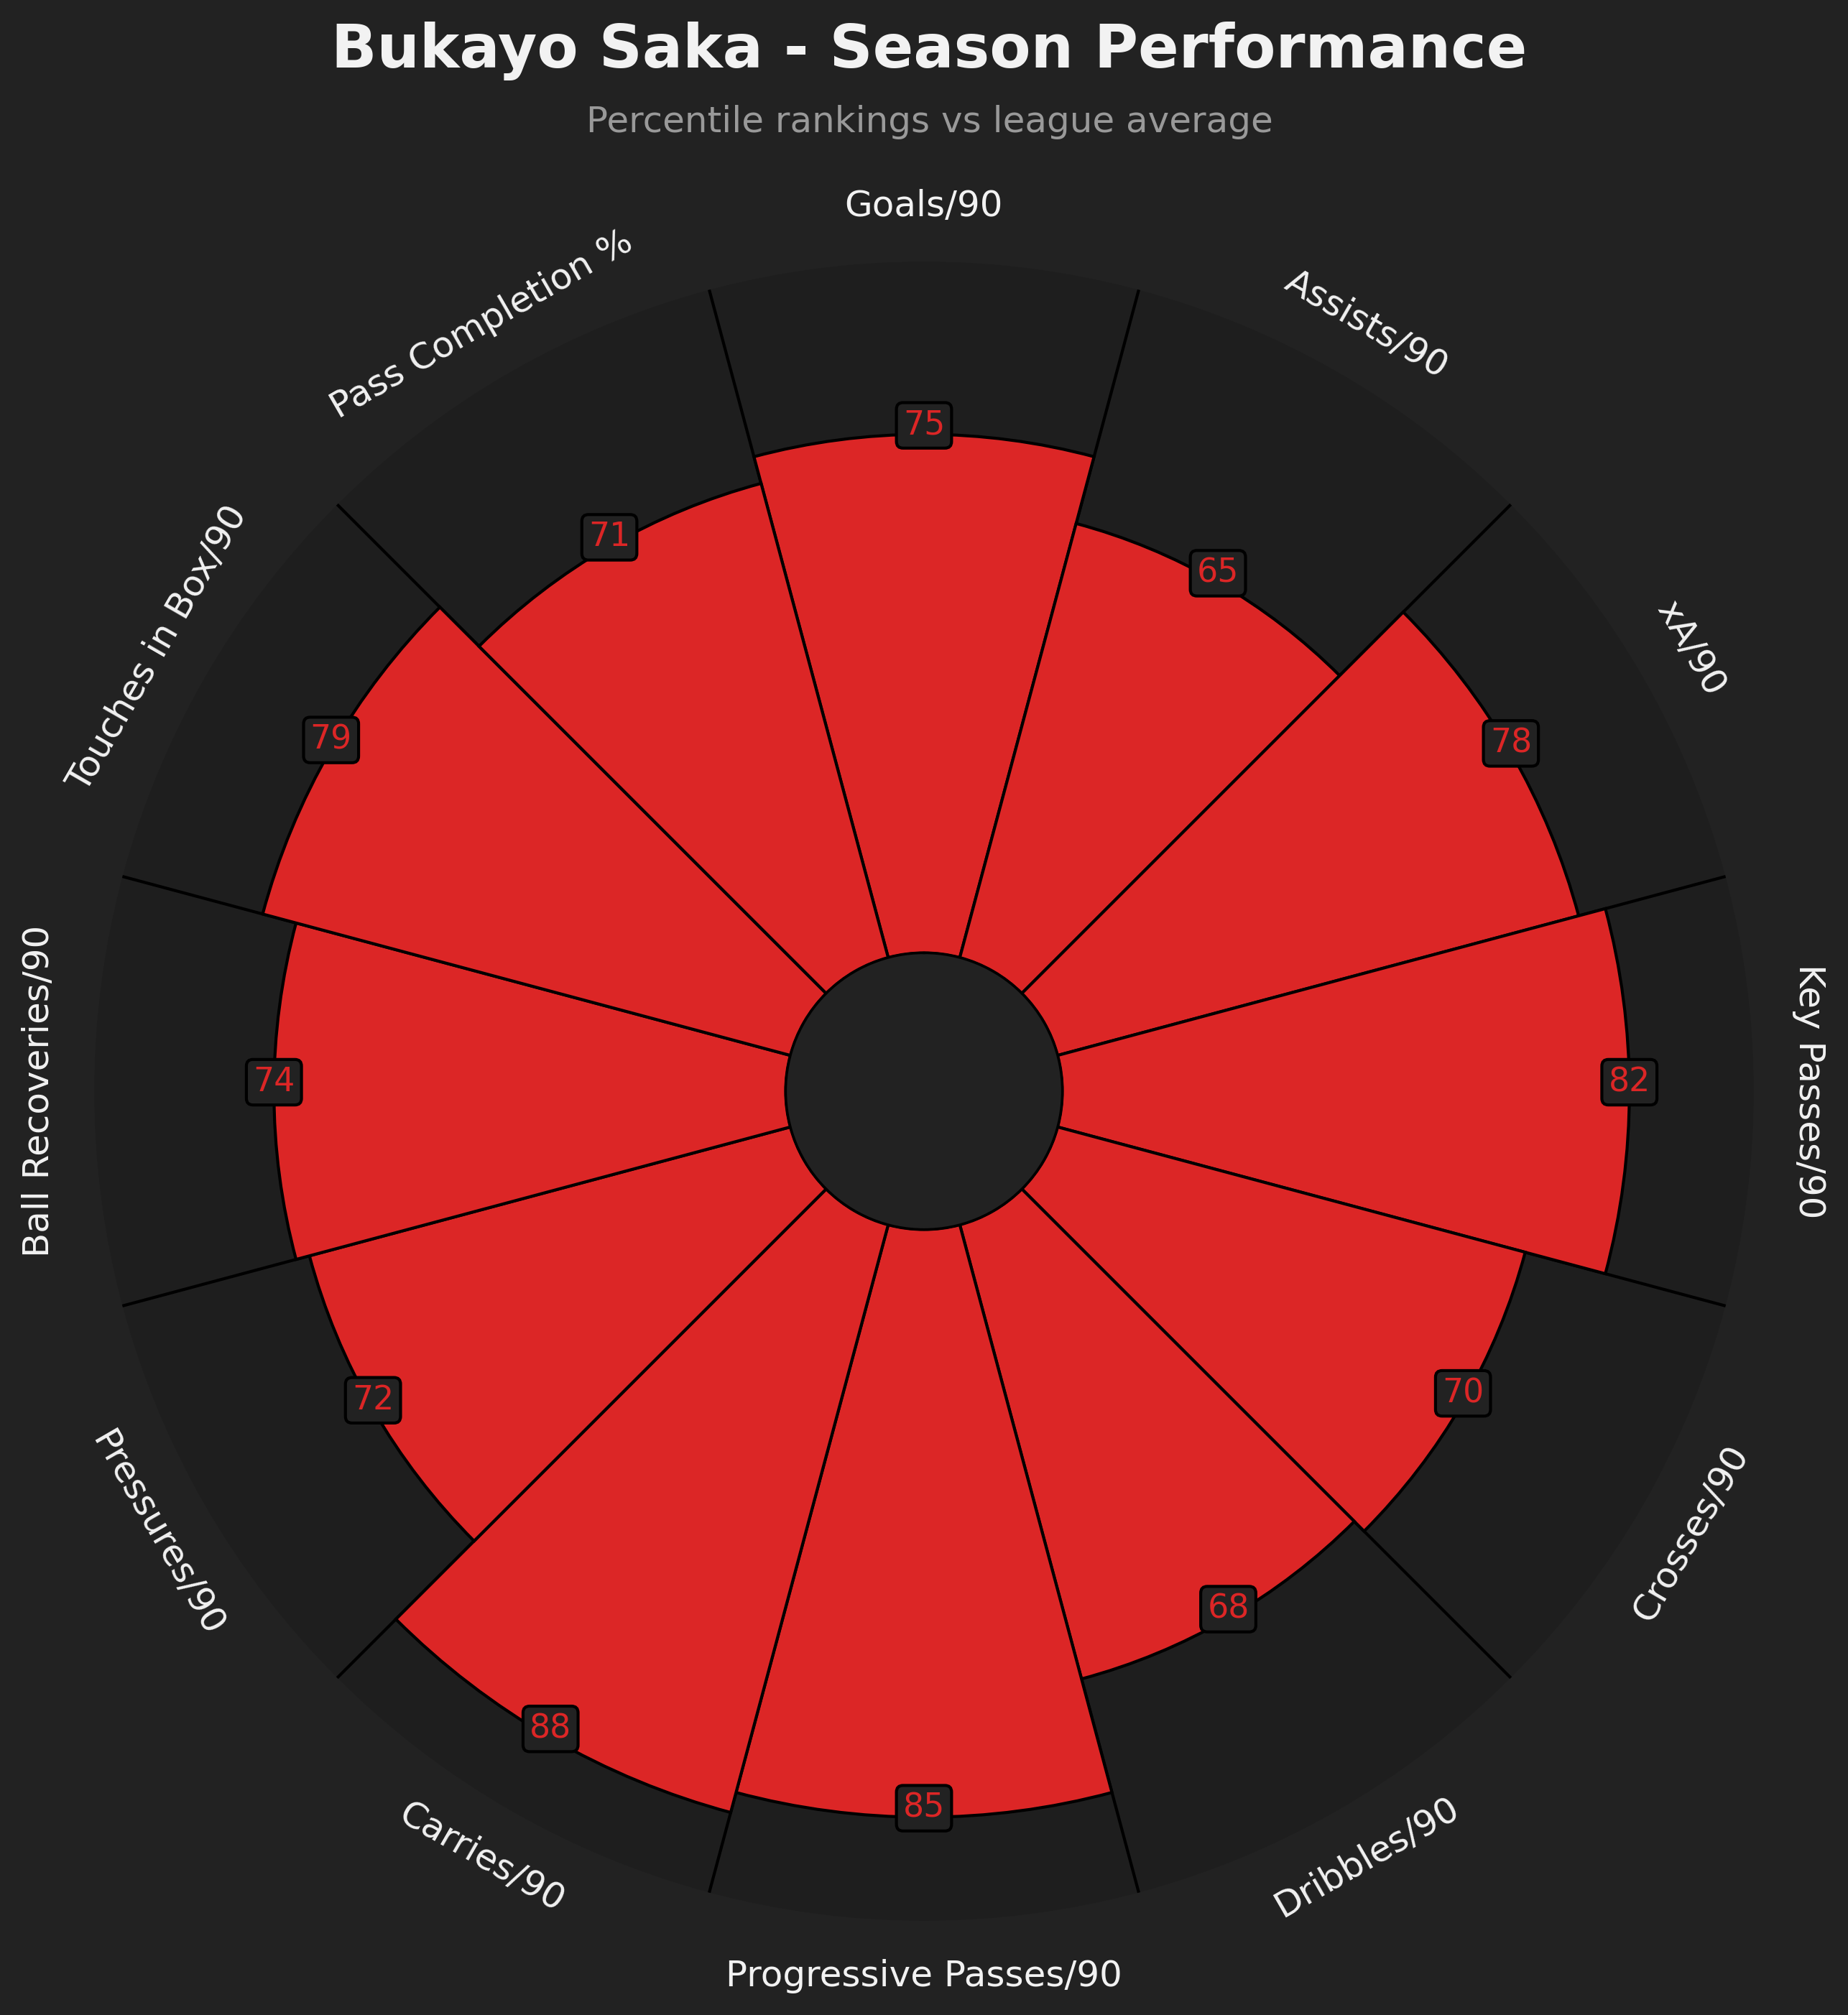 Bukayo Saka - Season Performance
Percentile rankings vs league average
Goals/90
75
Assists/90
65
xA/90
78
Key Passes/90
82
Crosses/90
70
Dribbles/90
68
Progressive Passes/90
85
Carries/90
88
Pressures/90
72
Ball Recoveries/90
74
Touches in Box/90
79
Pass Completion %
71